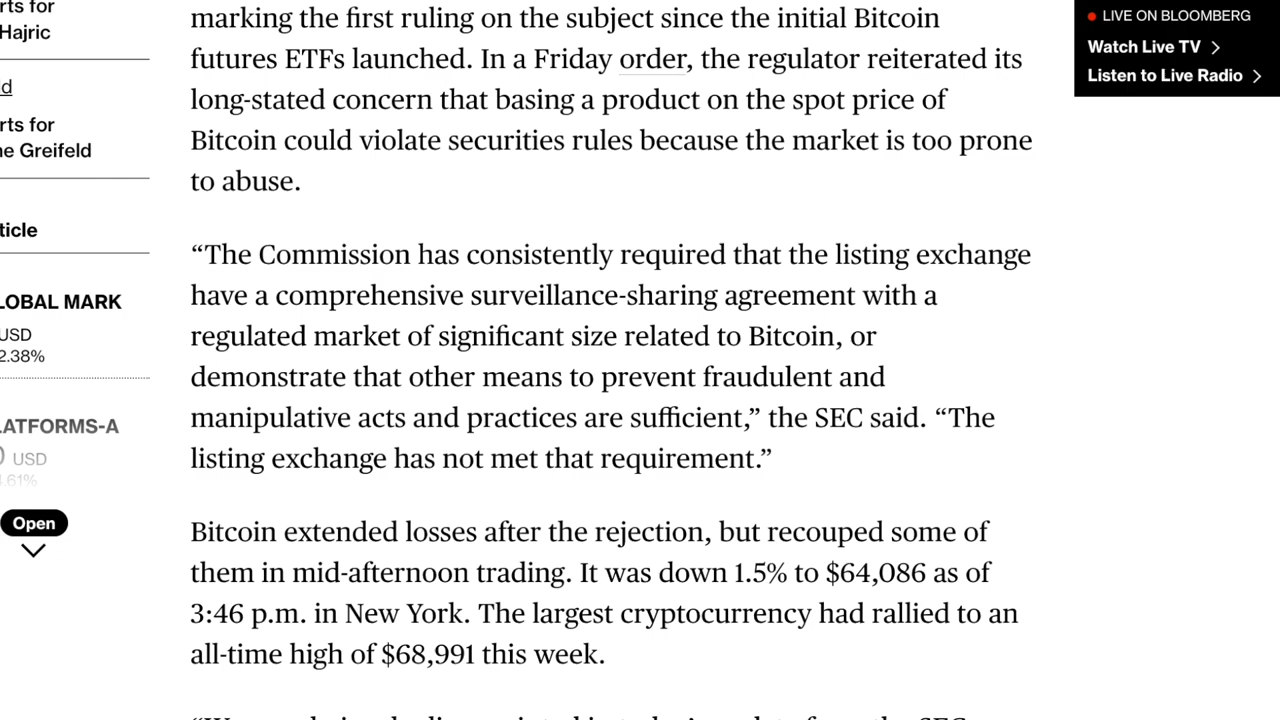 rts for
Hajric
d
rts for
ne Greifeld
ticle
LOBAL MARK
USD
2.38%
LATFORMS-A
USD
.61%
Open
marking the first ruling on the subject since the initial Bitcoin
futures ETFs launched. In a Friday order, the regulator reiterated its
long-stated concern that basing a product on the spot price of
Bitcoin could violate securities rules because the market is too prone
to abuse.
“The Commission has consistently required that the listing exchange
have a comprehensive surveillance-sharing agreement with a
regulated market of significant size related to Bitcoin, or
demonstrate that other means to prevent fraudulent and
manipulative acts and practices are sufficient,” the SEC said. “The
listing exchange has not met that requirement.”
Bitcoin extended losses after the rejection, but recouped some of
them in mid-afternoon trading. It was down 1.5% to $64,086 as of
3:46 p.m. in New York. The largest cryptocurrency had rallied to an
all-time high of $68,991 this week.
LIVE ON BLOOMBERG
Watch Live TV
Listen to Live Radio